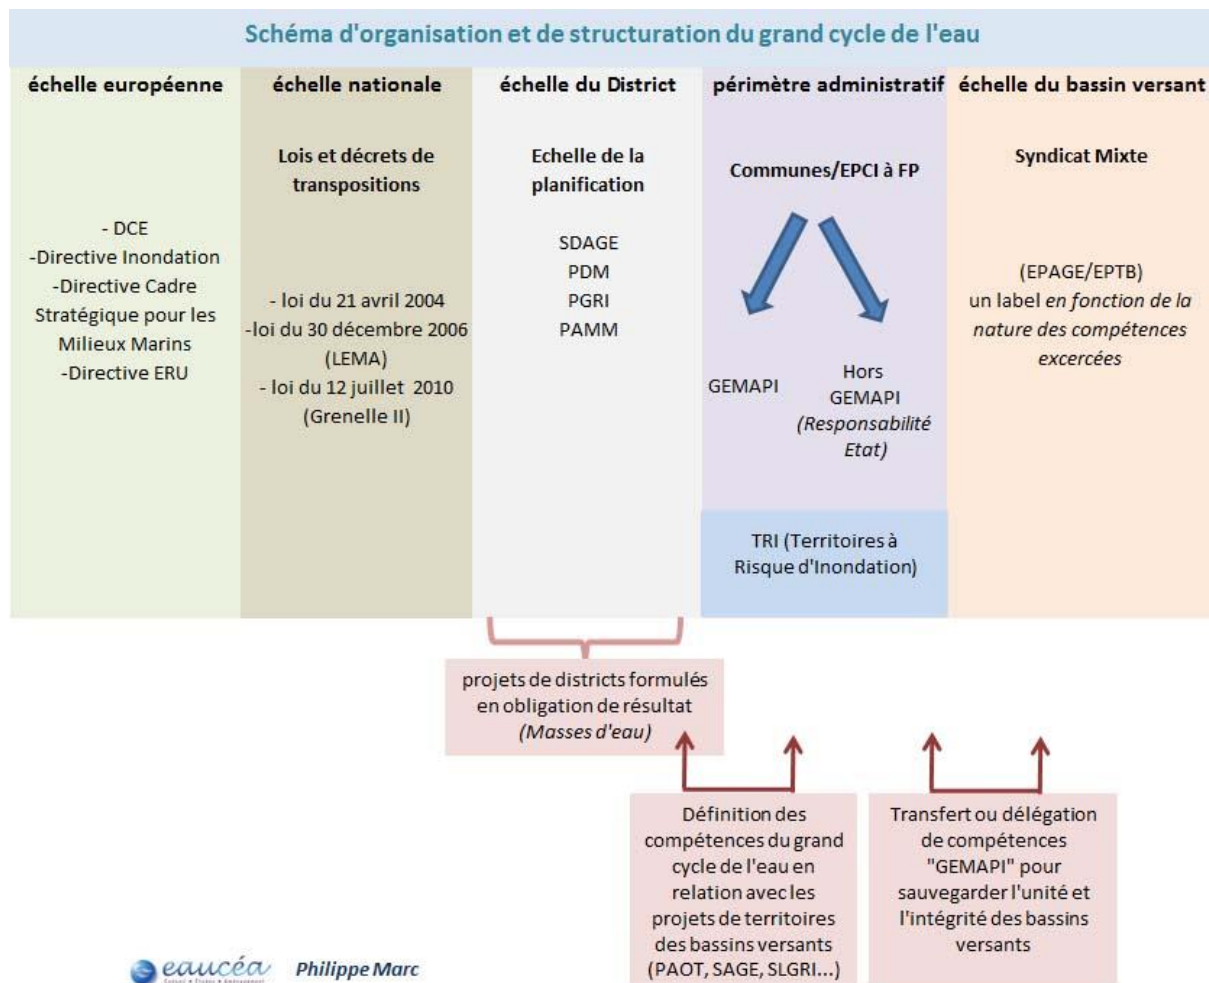 Schéma d'organisation et de structuration du grand cycle de l'eau
échelle européenne
- DCE
-Directive Inondation
-Directive Cadre
Stratégique pour les
Milieux Marins
-Directive ERU
échelle nationale
Lois et décrets de
transpositions
- loi du 21 avril 2004
-loi du 30 décembre 2006
(LEMA)
- loi du 12 juillet 2010
(Grenelle II)
échelle du District
Echelle de la
planification
SDAGE
PDM
PGRI
PAMM
périmètre administratif
Communes/EPCI à FP
GEMAPI
Hors
GEMAPI
(Responsabilité
Etat)
TRI (Territoires à
Risque d'Inondation)
échelle du bassin versant
Syndicat Mixte
(EPAGE/EPTB)
un label en fonction de la
nature des compétences
excercées
projets de districts formulés
en obligation de résultat
(Masses d'eau)
Définition des
compétences du grand
cycle de l'eau en
relation avec les
projets de territoires
des bassins versants
(PAOT, SAGE, SLGRI...)
Transfert ou délégation
de compétences
"GEMAPI" pour
sauvegarder l'unité et
l'intégrité des bassins
versants
eaucéa
Philippe Marc